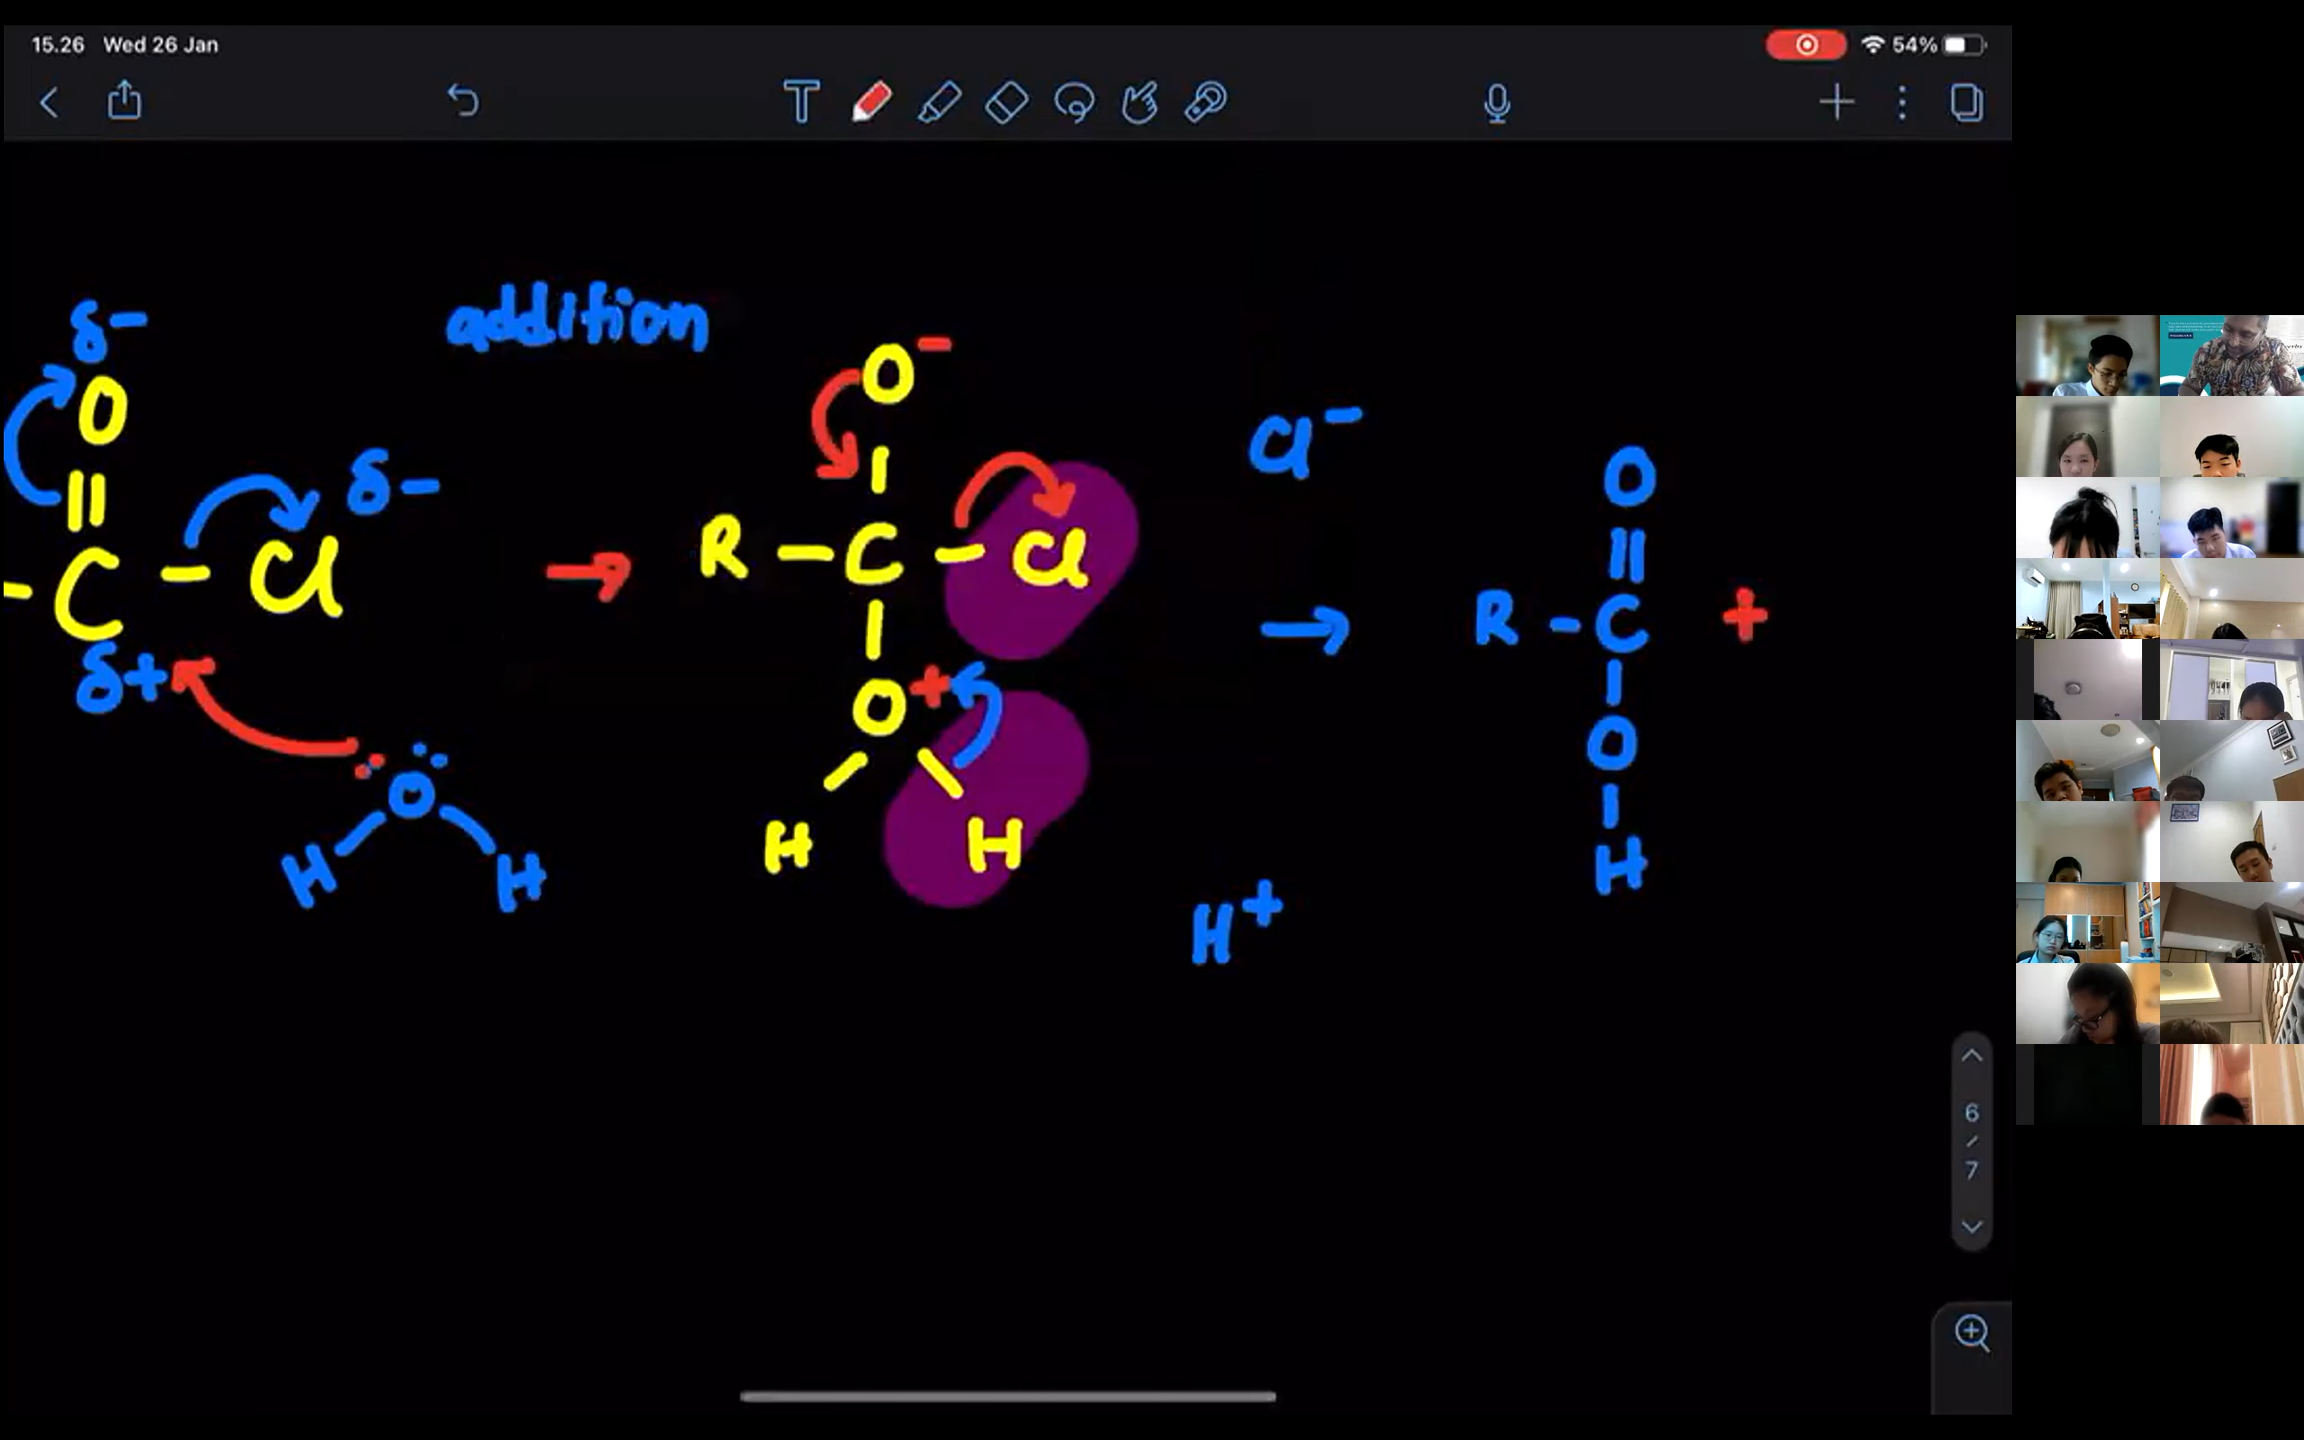 15.26 Wed 26 Jan
54%
T
addition
δ-
O
||
- C - Cl δ-
δ+
O
H H
→
O-
|
R - C - Cl
|
O+
H H
Cl-
→
H+
O
||
R - C +
|
O
|
H
6
/
7